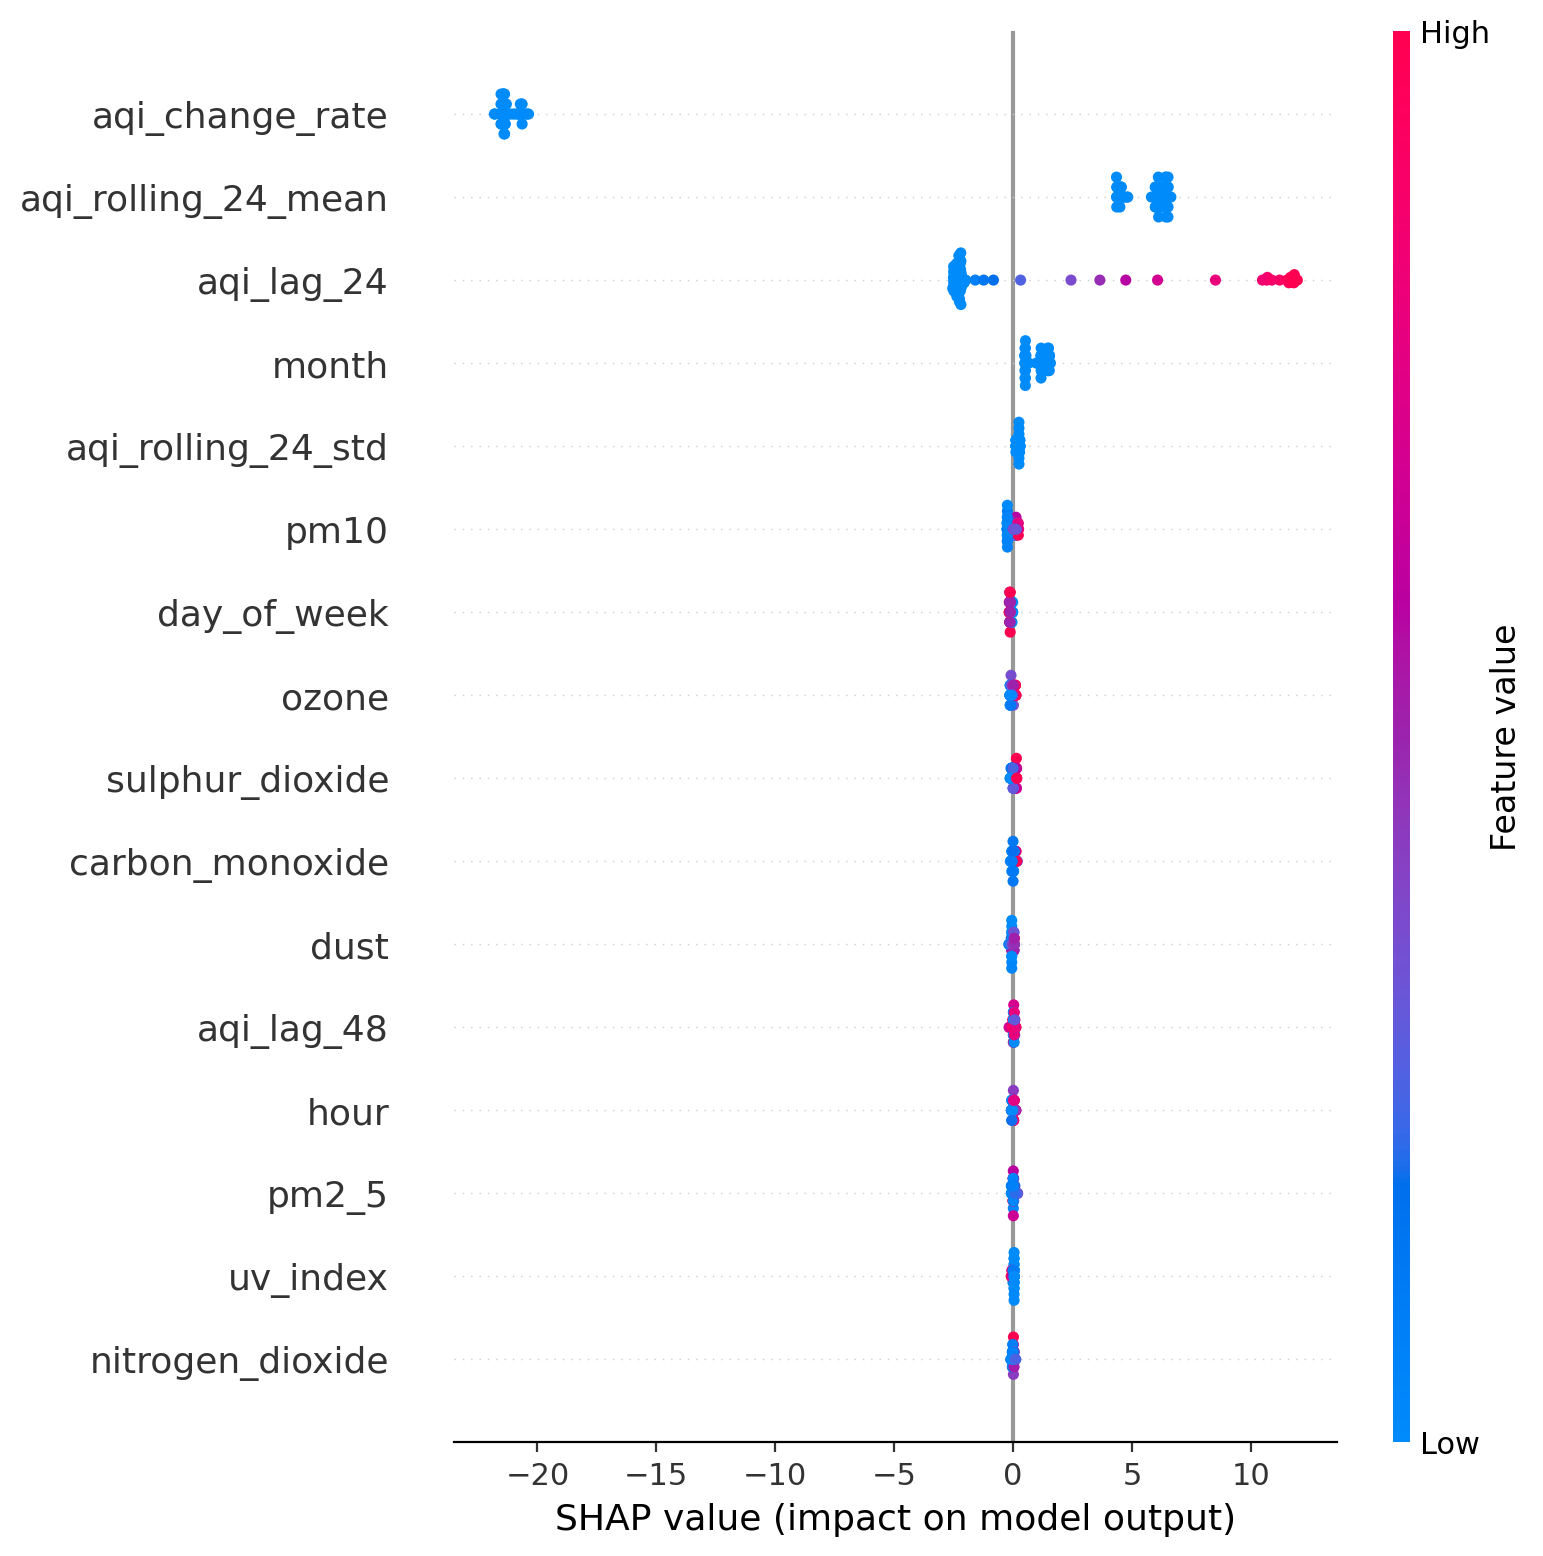 High
aqi_change_rate
aqi_rolling_24_mean
aqi_lag_24
month
aqi_rolling_24_std
pm10
day_of_week
ozone
sulphur_dioxide
carbon_monoxide
dust
aqi_lag_48
hour
pm2_5
uv_index
nitrogen_dioxide
Feature value
Low
−20 −15 −10 −5 0 5 10
SHAP value (impact on model output)